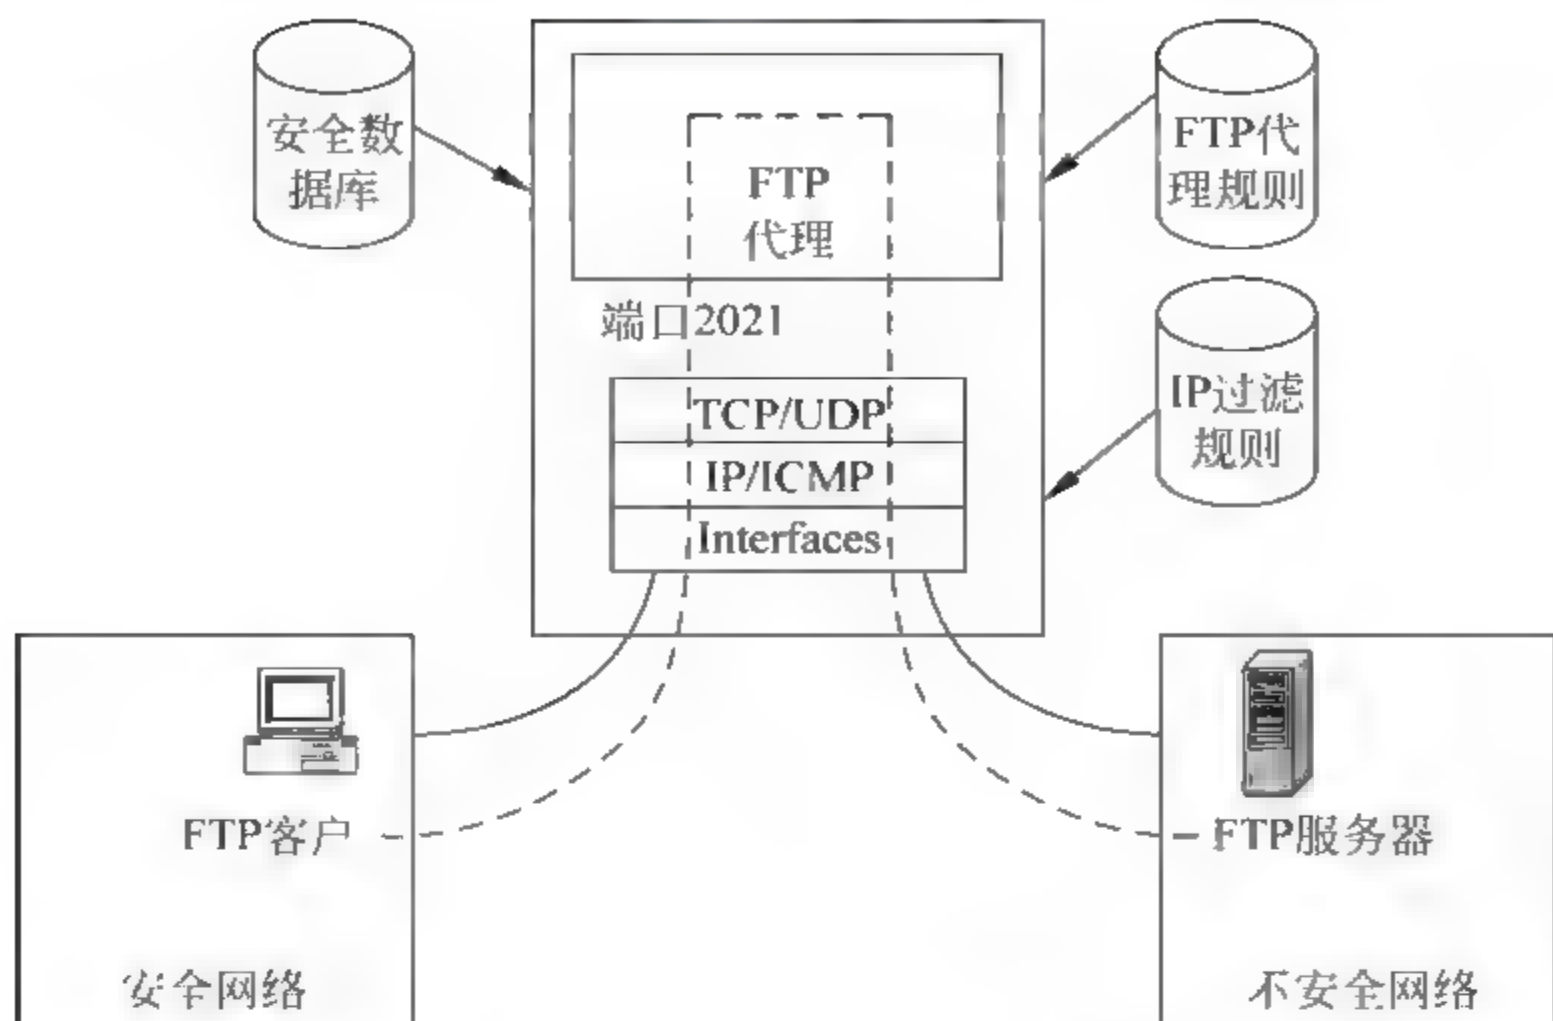 安全数
据库
FTP
代理
FTP代
理规则
端口2021
IP过滤
规则
TCP/UDP
IP/ICMP
Interfaces
FTP客户
FTP服务器
安全网络
不安全网络